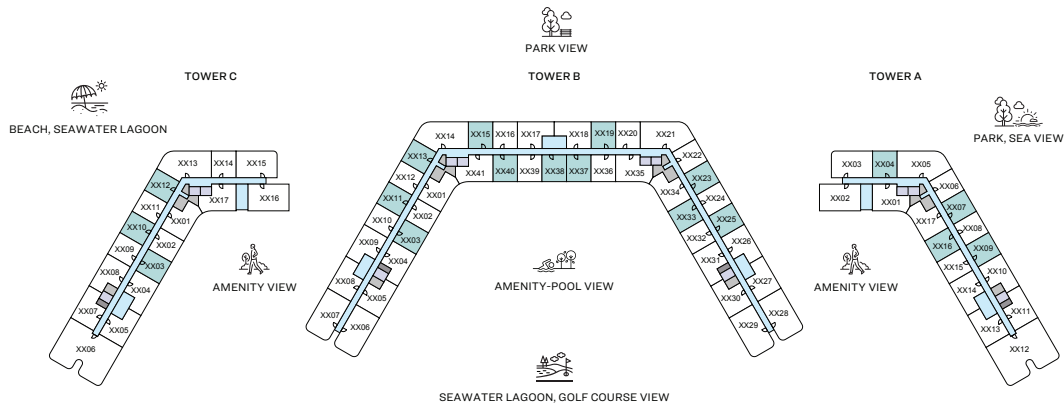 PARK VIEW
TOWER C
TOWER B
TOWER A
BEACH, SEAWATER LAGOON
PARK, SEA VIEW
XX13
XX14
XX15
XX12
XX11
XX10
XX09
XX08
XX07
XX06
XX05
XX04
XX03
XX02
XX01
XX17
XX16
AMENITY VIEW
XX14
XX15
XX16
XX17
XX18
XX19
XX20
XX21
XX13
XX12
XX11
XX10
XX09
XX08
XX07
XX06
XX05
XX04
XX03
XX02
XX01
XX41
XX40
XX39
XX38
XX37
XX36
XX35
XX22
XX23
XX24
XX25
XX26
XX27
XX28
XX29
XX30
XX31
XX32
XX33
XX34
AMENITY-POOL VIEW
SEAWATER LAGOON, GOLF COURSE VIEW
AMENITY VIEW
XX03
XX04
XX05
XX02
XX01
XX17
XX06
XX07
XX08
XX09
XX10
XX11
XX12
XX13
XX14
XX15
XX16